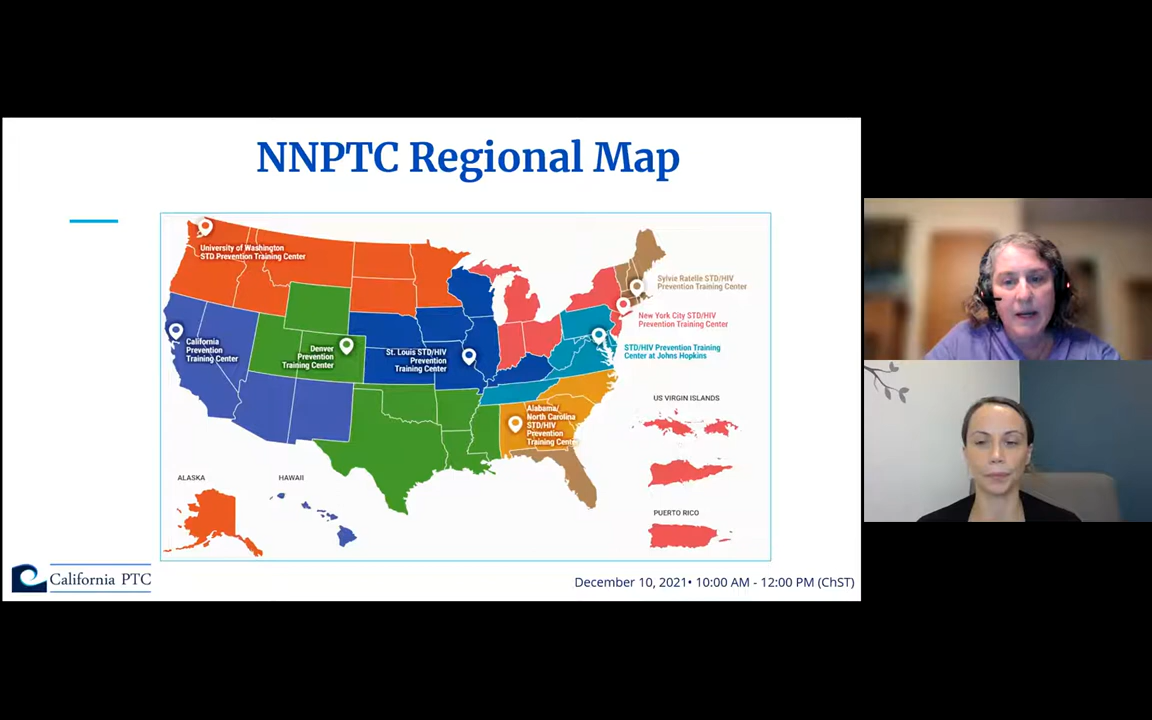 NNPTC Regional Map
University of Washington
STD Prevention Training Center
California
Prevention
Training Center
Denver
Prevention
Training Center
St. Louis STD/HIV
Prevention
Training Center
Alabama/
North Carolina
STD/HIV
Prevention
Training Center
Sylvie Ratelle STD/HIV
Prevention Training Center
New York City STD/HIV
Prevention Training Center
STD/HIV Prevention Training
Center at Johns Hopkins
US VIRGIN ISLANDS
ALASKA
HAWAII
PUERTO RICO
California PTC
December 10, 2021• 10:00 AM - 12:00 PM (ChST)